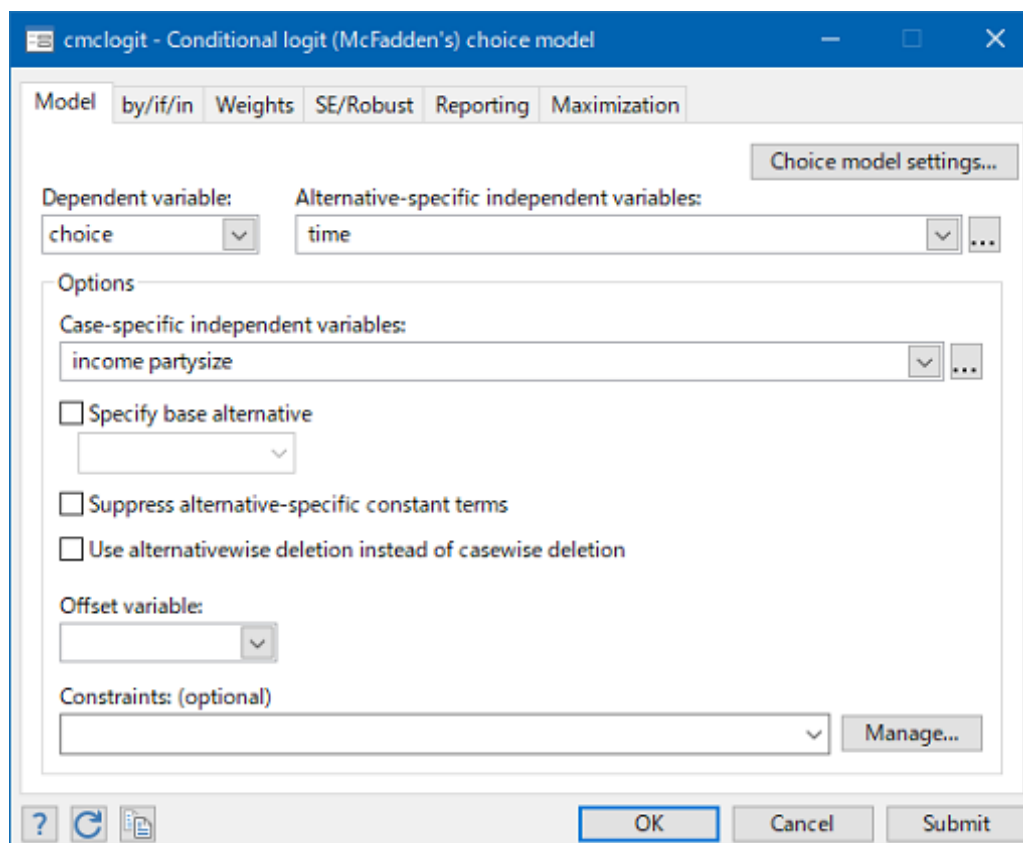 cmclogit - Conditional logit (McFadden's) choice model
Model by/if/in Weights SE/Robust Reporting Maximization
Choice model settings...
Dependent variable: Alternative-specific independent variables:
choice time ...
Options
Case-specific independent variables:
income partysize ...
Specify base alternative
Suppress alternative-specific constant terms
Use alternativewise deletion instead of casewise deletion
Offset variable:
Constraints: (optional)
Manage...
? OK Cancel Submit